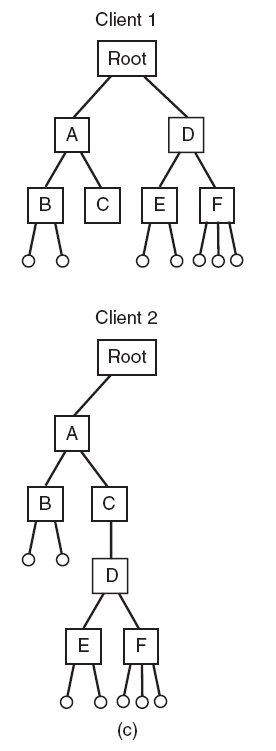 Client 1
Root
A D
B C E F
Client 2
Root
A
B C
D
E F
(c)